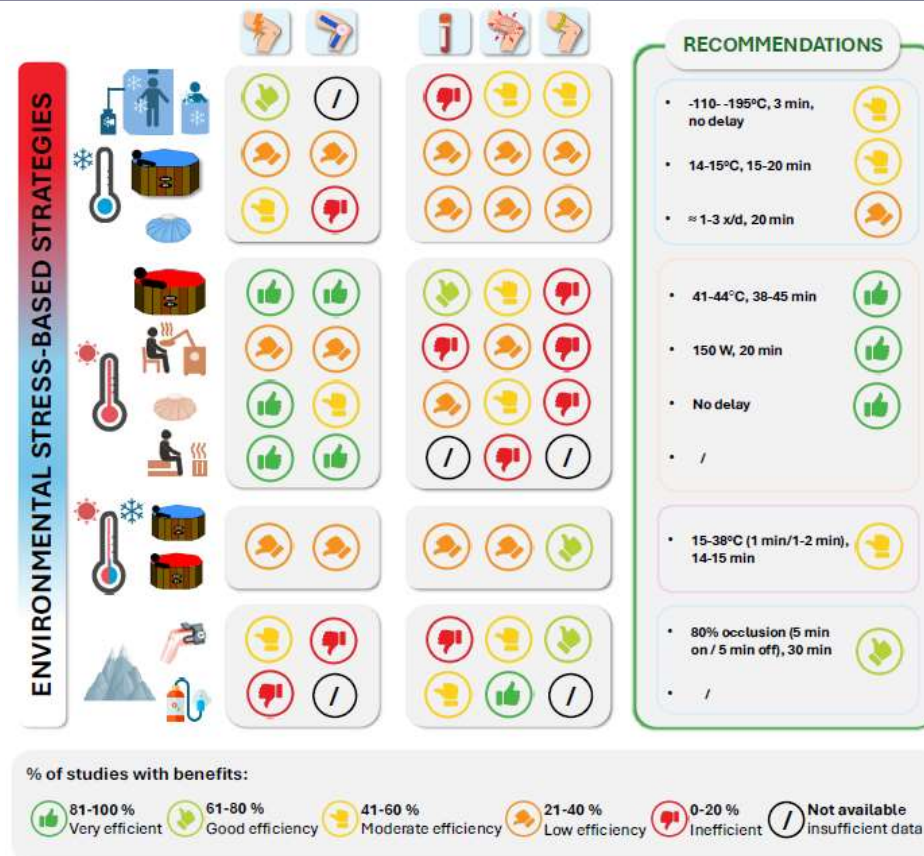 RECOMMENDATIONS
ENVIRONMENTAL STRESS-BASED STRATEGIES
/
• -110- -195ºC, 3 min,
no delay
• 14-15ºC, 15-20 min
• ≈ 1-3 x/d, 20 min
• 41-44°C, 38-45 min
• 150 W, 20 min
• No delay
/ /
• /
• 15-38ºC (1 min/1-2 min),
14-15 min
• 80% occlusion (5 min
on / 5 min off), 30 min
/ /
• /
% of studies with benefits:
81-100 %
Very efficient
61-80 %
Good efficiency
41-60 %
Moderate efficiency
21-40 %
Low efficiency
0-20 %
Inefficient
/
Not available
insufficient data